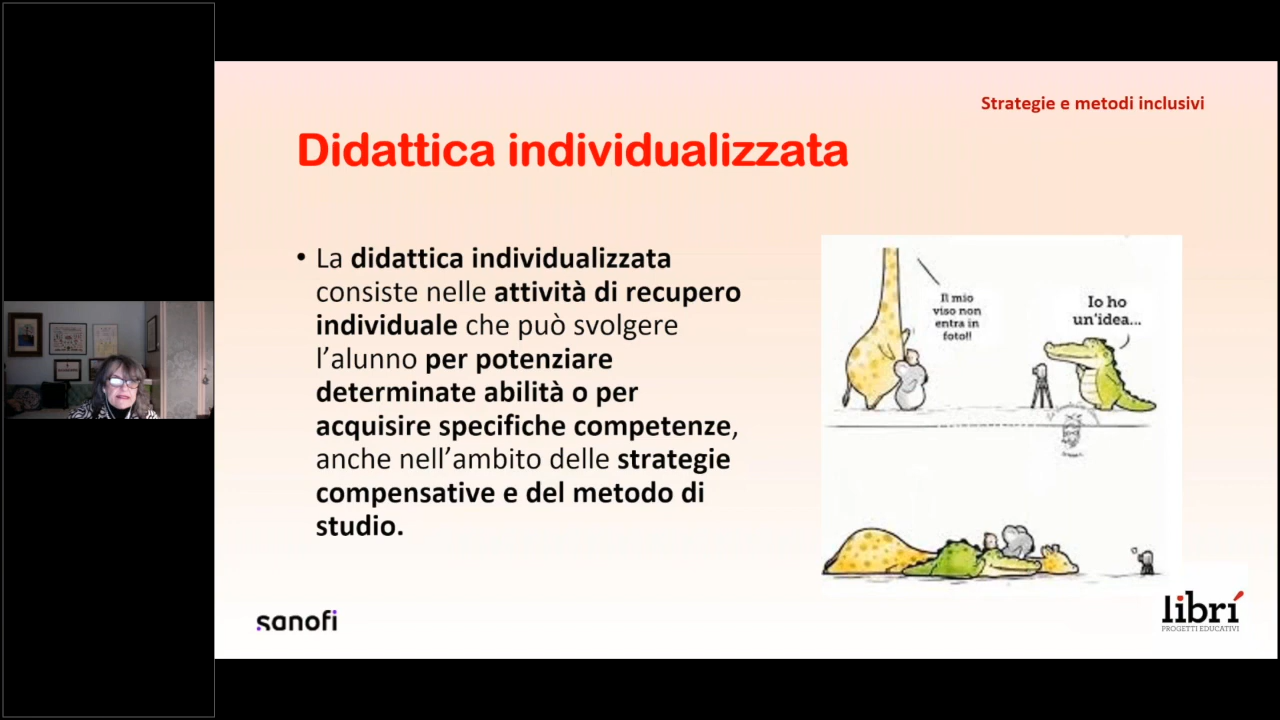 Strategie e metodi inclusivi
Didattica individualizzata
• La didattica individualizzata
consiste nelle attività di recupero
individuale che può svolgere
l’alunno per potenziare
determinate abilità o per
acquisire specifiche competenze,
anche nell’ambito delle strategie
compensative e del metodo di
studio.
Il mio
viso non
entra in
foto!!
Io ho
un'idea...
sanofi
librí
PROGETTI EDUCATIVI